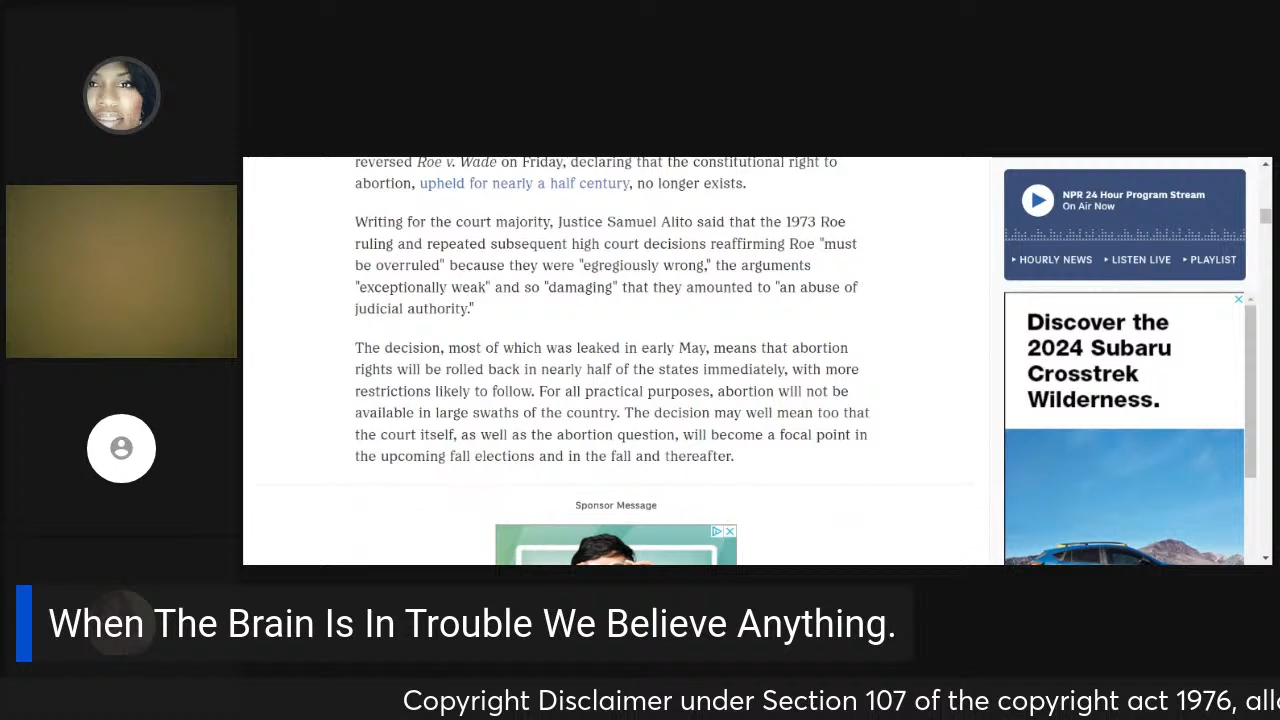 reversed Roe v. Wade on Friday, declaring that the constitutional right to
abortion, upheld for nearly a half century, no longer exists.
Writing for the court majority, Justice Samuel Alito said that the 1973 Roe
ruling and repeated subsequent high court decisions reaffirming Roe "must
be overruled" because they were "egregiously wrong," the arguments
"exceptionally weak" and so "damaging" that they amounted to "an abuse of
judicial authority."
The decision, most of which was leaked in early May, means that abortion
rights will be rolled back in nearly half of the states immediately, with more
restrictions likely to follow. For all practical purposes, abortion will not be
available in large swaths of the country. The decision may well mean too that
the court itself, as well as the abortion question, will become a focal point in
the upcoming fall elections and in the fall and thereafter.
Sponsor Message
NPR 24 Hour Program Stream
On Air Now
HOURLY NEWS LISTEN LIVE PLAYLIST
Discover the
2024 Subaru
Crosstrek
Wilderness.
When The Brain Is In Trouble We Believe Anything.
Copyright Disclaimer under Section 107 of the copyright act 1976,